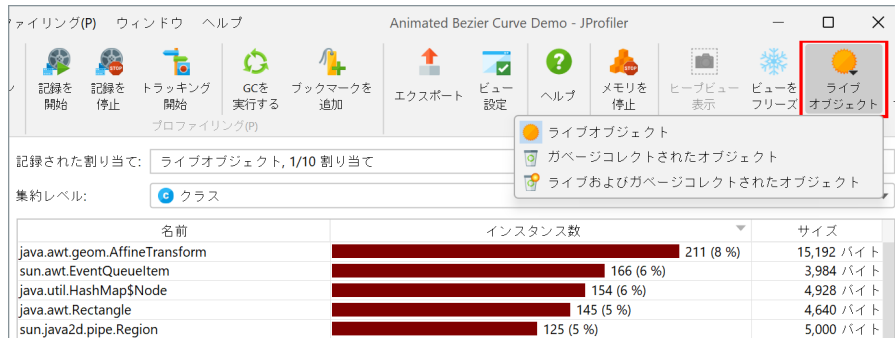 ァイリング(P) ウィンドウ ヘルプ Animated Bezier Curve Demo - JProfiler
記録を開始 記録を停止 トラッキング開始 GCを実行する ブックマークを追加 エクスポート ビュー設定 ヘルプ メモリを停止 ヒープビュー表示 ビューをフリーズ ライブオブジェクト
プロファイリング(P)
ライブオブジェクト
ガベージコレクトされたオブジェクト
ライブおよびガベージコレクトされたオブジェクト
記録された割り当て: ライブオブジェクト, 1/10 割り当て
集約レベル: クラス
名前 インスタンス数 サイズ
java.awt.geom.AffineTransform 211 (8 %) 15,192 バイト
sun.awt.EventQueueItem 166 (6 %) 3,984 バイト
java.util.HashMap$Node 154 (6 %) 4,928 バイト
java.awt.Rectangle 145 (5 %) 4,640 バイト
sun.java2d.pipe.Region 125 (5 %) 5,000 バイト